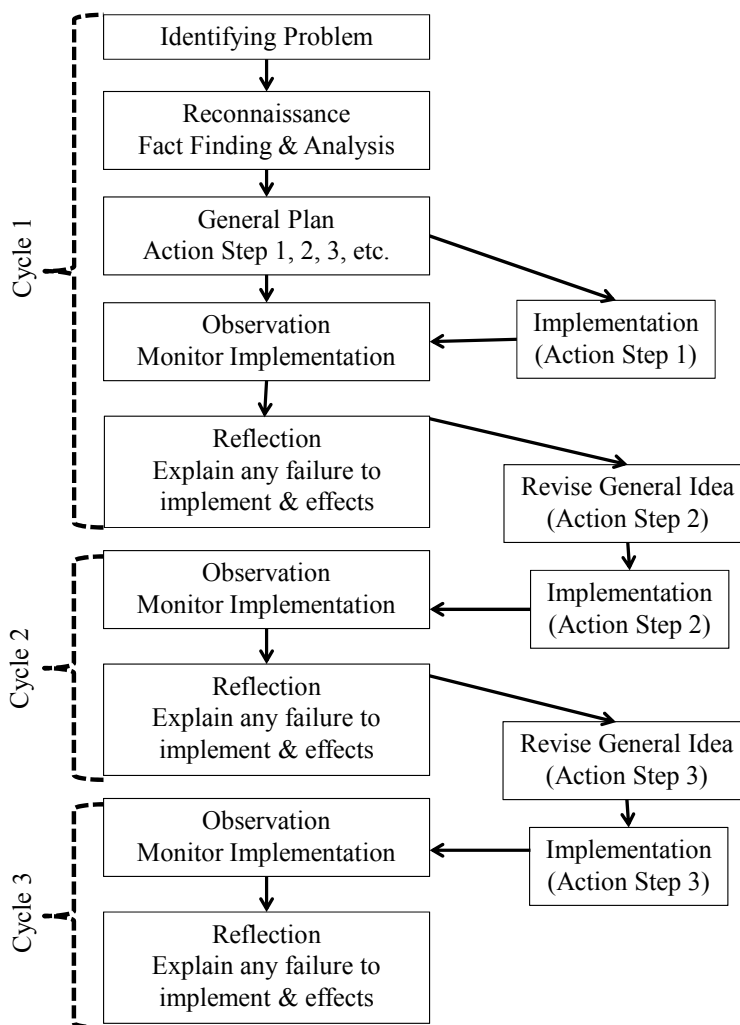 Cycle 1
Identifying Problem
Reconnaissance
Fact Finding & Analysis
General Plan
Action Step 1, 2, 3, etc.
Observation
Monitor Implementation
Implementation
(Action Step 1)
Reflection
Explain any failure to
implement & effects
Revise General Idea
(Action Step 2)
Cycle 2
Observation
Monitor Implementation
Implementation
(Action Step 2)
Reflection
Explain any failure to
implement & effects
Revise General Idea
(Action Step 3)
Cycle 3
Observation
Monitor Implementation
Implementation
(Action Step 3)
Reflection
Explain any failure to
implement & effects